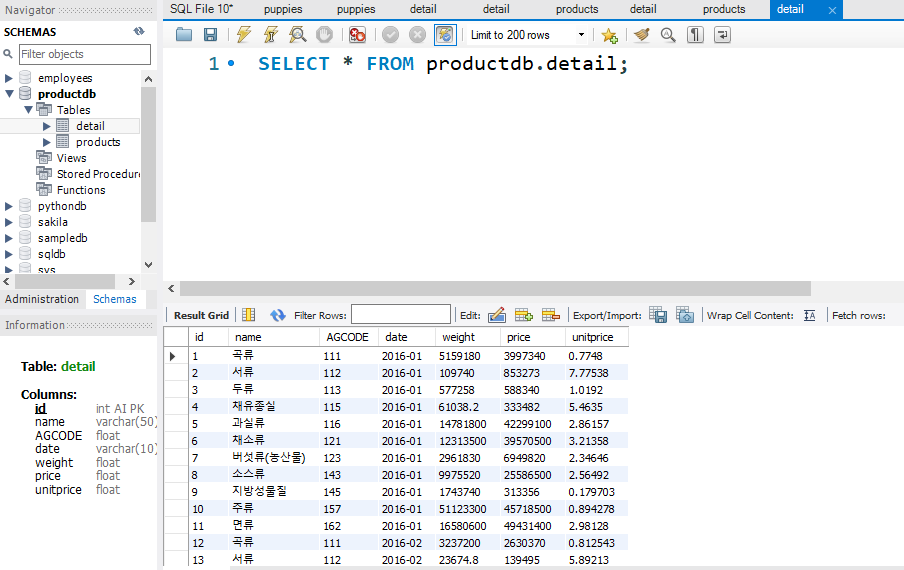 Navigator
SCHEMAS
Filter objects
employees
productdb
Tables
detail
products
Views
Stored Procedure
Functions
pythondb
sakila
sampledb
sqldb
sys
Administration Schemas
Information
Table: detail
Columns:
id int AI PK
name varchar(50)
AGCODE float
date varchar(10)
weight float
price float
unitprice float
SQL File 10* puppies puppies detail detail products detail products detail
Limit to 200 rows
1 SELECT * FROM productdb.detail;
Result Grid Filter Rows: Edit: Export/Import: Wrap Cell Content: Fetch rows:
id name AGCODE date weight price unitprice
1 곡류 111 2016-01 5159180 3997340 0.7748
2 서류 112 2016-01 109740 853273 7.77538
3 두류 113 2016-01 577258 588340 1.0192
4 채유종실 115 2016-01 61038.2 333482 5.4635
5 과실류 116 2016-01 14781800 42299100 2.86157
6 채소류 121 2016-01 12313500 39570500 3.21358
7 버섯류(농산물) 123 2016-01 2961830 6949820 2.34646
8 소스류 143 2016-01 9975520 25586500 2.56492
9 지방성물질 145 2016-01 1743740 313356 0.179703
10 주류 157 2016-01 51123300 45718500 0.894278
11 면류 162 2016-01 16580600 49431400 2.98128
12 곡류 111 2016-02 3237200 2630370 0.812543
13 서류 112 2016-02 23674.8 139495 5.89213